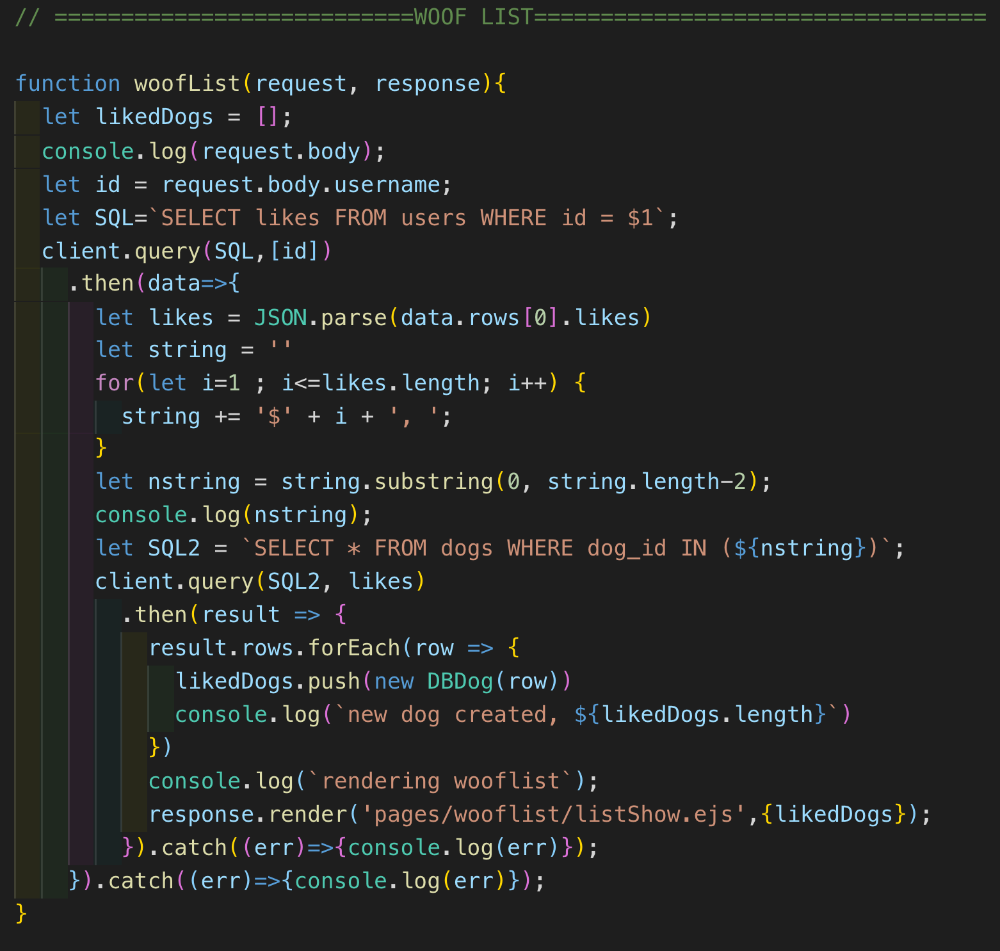 // ===========================WOOF LIST==================================
function woofList(request, response){
let likedDogs = [];
console.log(request.body);
let id = request.body.username;
let SQL=`SELECT likes FROM users WHERE id = $1`;
client.query(SQL,[id])
.then(data=>{
let likes = JSON.parse(data.rows[0].likes)
let string = ''
for(let i=1 ; i<=likes.length; i++) {
string += '$' + i + ', ';
}
let nstring = string.substring(0, string.length-2);
console.log(nstring);
let SQL2 = `SELECT * FROM dogs WHERE dog_id IN (${nstring})`;
client.query(SQL2, likes)
.then(result => {
result.rows.forEach(row => {
likedDogs.push(new DBDog(row))
console.log(`new dog created, ${likedDogs.length}`)
})
console.log(`rendering wooflist`);
response.render('pages/wooflist/listShow.ejs',{likedDogs});
}).catch((err)=>{console.log(err)});
}).catch((err)=>{console.log(err)});
}